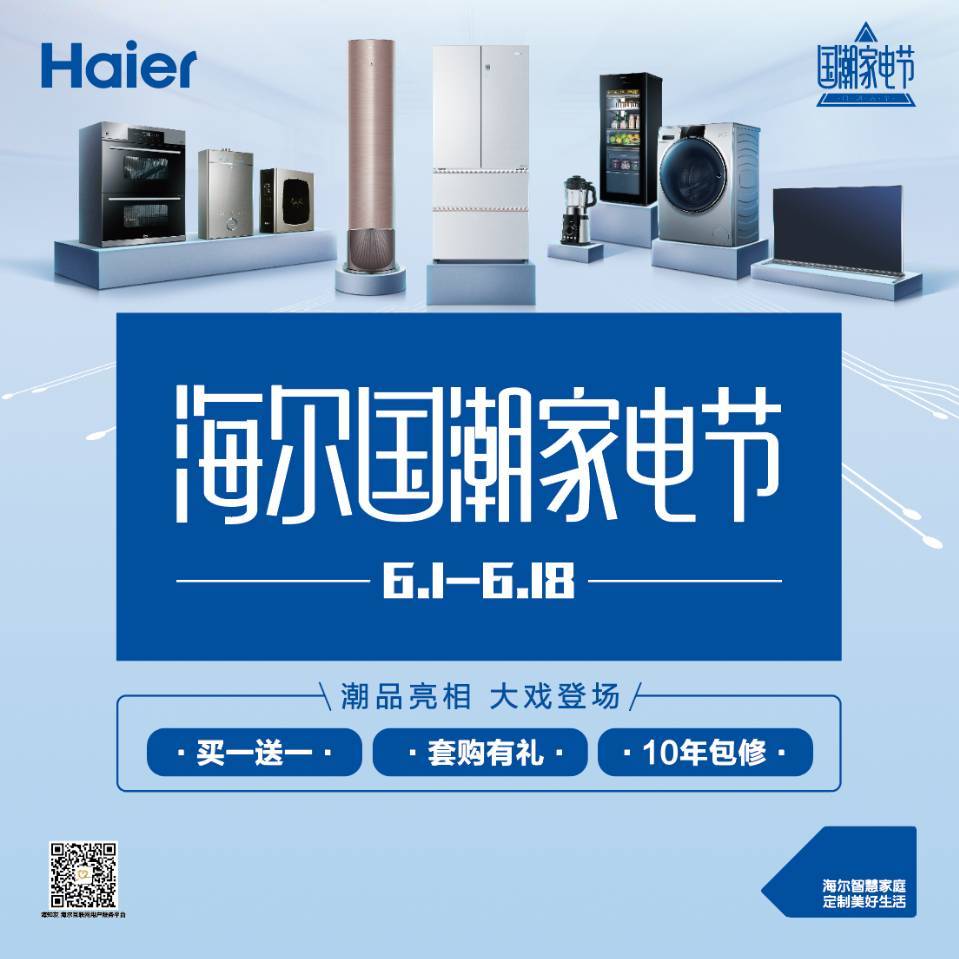 Haier
国潮家电节
海尔国潮家电节
6.1—6.18
潮品亮相 大戏登场
·买一送一·
·套购有礼·
·10年包修·
海尔智慧家庭
定制美好生活